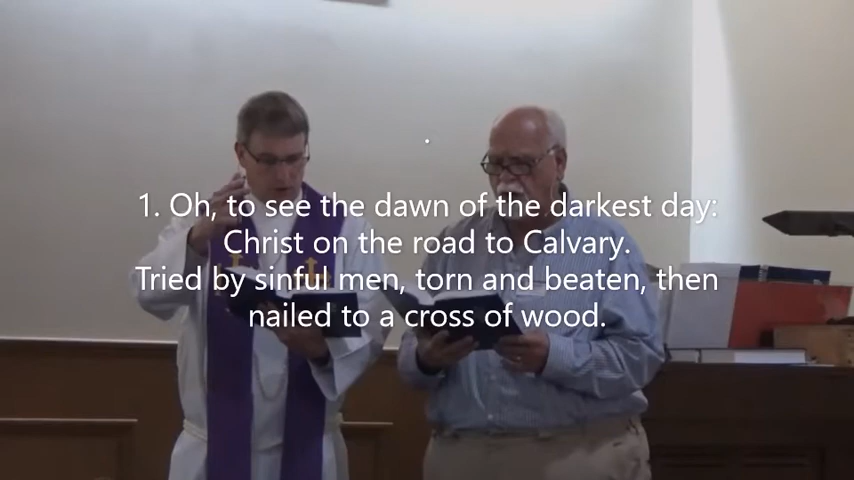 1. Oh, to see the dawn of the darkest day:
Christ on the road to Calvary.
Tried by sinful men, torn and beaten, then
nailed to a cross of wood.